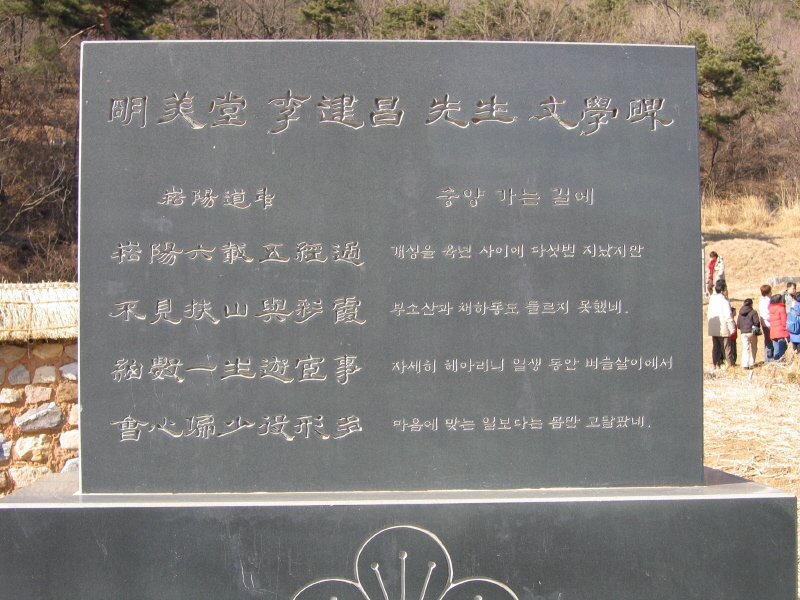 明美堂 李建昌 先生 文學碑
崧陽道中 숭양 가는 길에
崧陽六載五經過 개성을 육년 사이에 다섯번 지났지만
不見扶山與彩霞 부소산과 채하동도 들르지 못했네.
細數一生遊宦事 자세히 헤아리니 일생 동안 벼슬살이에서
會心歸少役形多 마음에 맞는 일보다는 몸만 고달팠네.